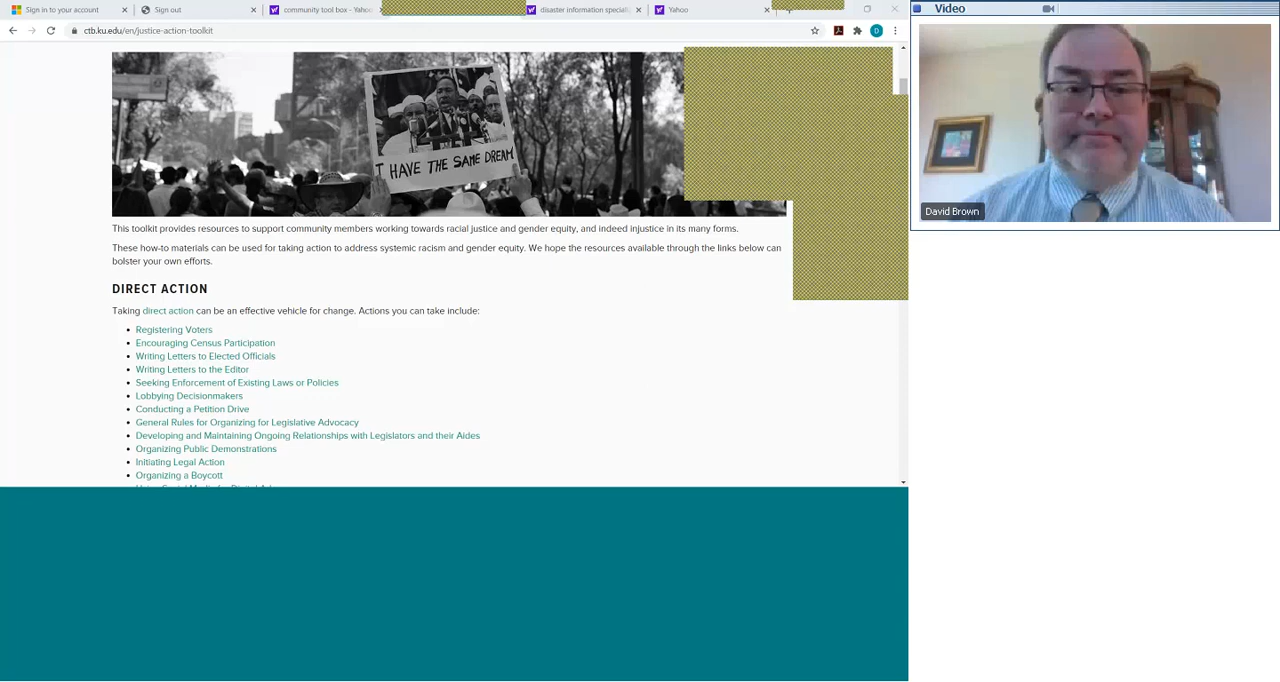 Sign in to your account
Sign out
community tool box - Yahoo
disaster information speciali
Yahoo
Video
ctb.ku.edu/en/justice-action-toolkit
D
I HAVE THE SAME DREAM
David Brown
This toolkit provides resources to support community members working towards racial justice and gender equity, and indeed injustice in its many forms.
These how-to materials can be used for taking action to address systemic racism and gender equity. We hope the resources available through the links below can
bolster your own efforts.
DIRECT ACTION
Taking direct action can be an effective vehicle for change. Actions you can take include:
• Registering Voters
• Encouraging Census Participation
• Writing Letters to Elected Officials
• Writing Letters to the Editor
• Seeking Enforcement of Existing Laws or Policies
• Lobbying Decisionmakers
• Conducting a Petition Drive
• General Rules for Organizing for Legislative Advocacy
• Developing and Maintaining Ongoing Relationships with Legislators and their Aides
• Organizing Public Demonstrations
• Initiating Legal Action
• Organizing a Boycott